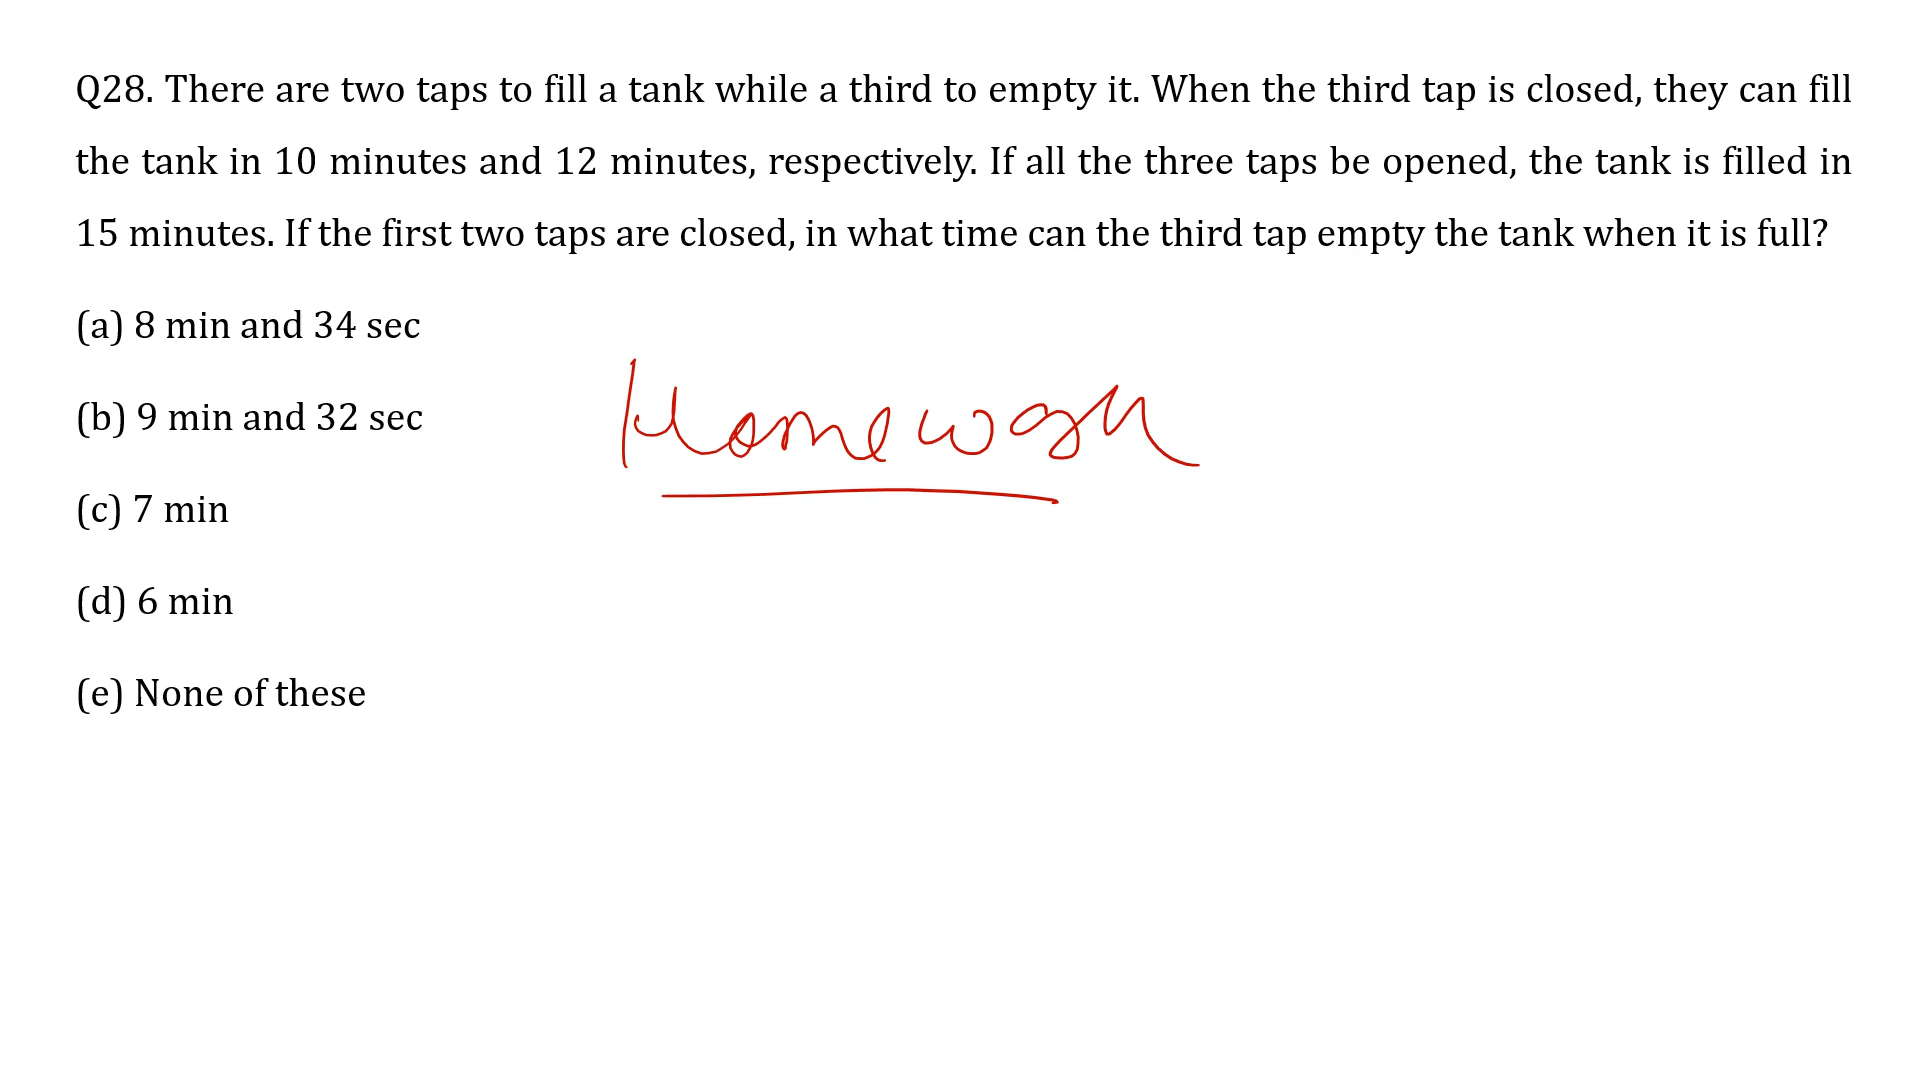 Q28. There are two taps to fill a tank while a third to empty it. When the third tap is closed, they can fill
the tank in 10 minutes and 12 minutes, respectively. If all the three taps be opened, the tank is filled in
15 minutes. If the first two taps are closed, in what time can the third tap empty the tank when it is full?
(a) 8 min and 34 sec
(b) 9 min and 32 sec
Homework
(c) 7 min
(d) 6 min
(e) None of these